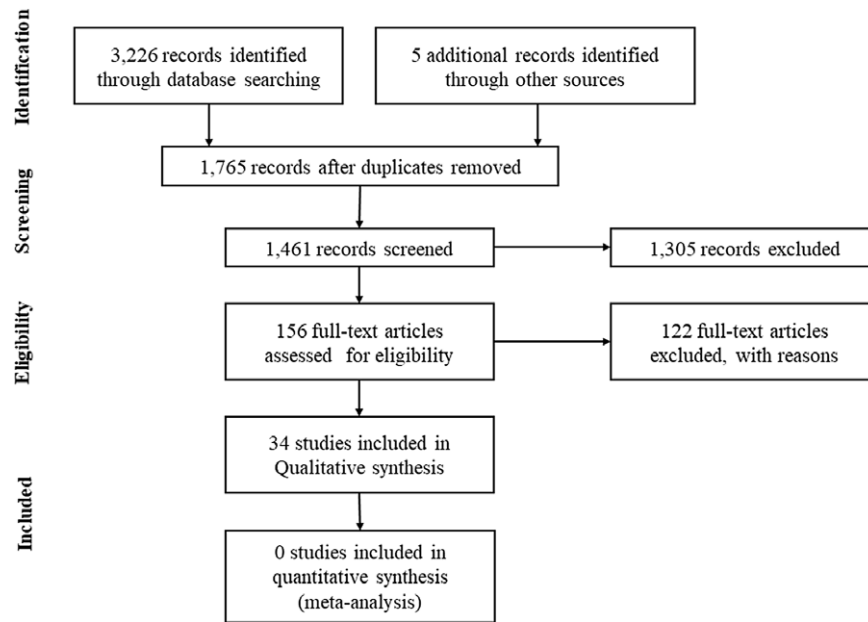 Identification
3,226 records identified
through database searching
5 additional records identified
through other sources
Screening
1,765 records after duplicates removed
1,461 records screened
1,305 records excluded
Eligibility
156 full-text articles
assessed for eligibility
122 full-text articles
excluded, with reasons
Included
34 studies included in
Qualitative synthesis
0 studies included in
quantitative synthesis
(meta-analysis)